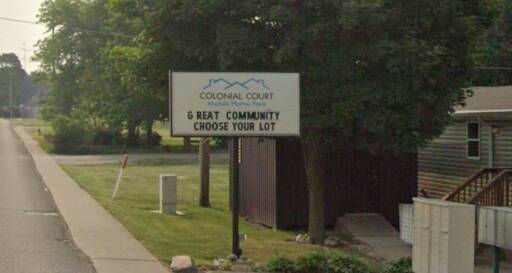 COLONIAL COURT
Mobile Home Park
G REAT COMMUNITY
CHOOSE YOUR LOT